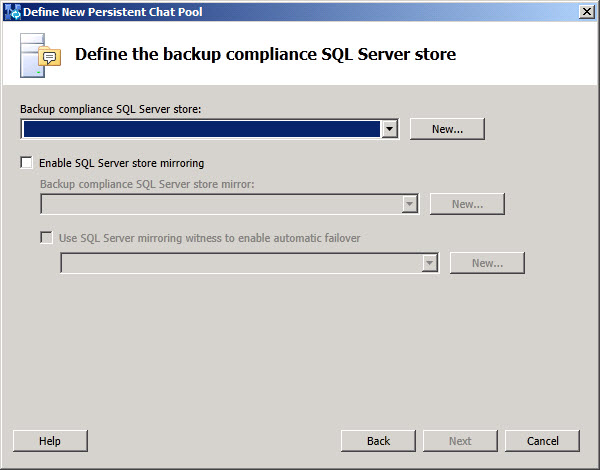 Define New Persistent Chat Pool
Define the backup compliance SQL Server store
Backup compliance SQL Server store:
New...
Enable SQL Server store mirroring
Backup compliance SQL Server store mirror:
New...
Use SQL Server mirroring witness to enable automatic failover
New...
Help
Back
Next
Cancel